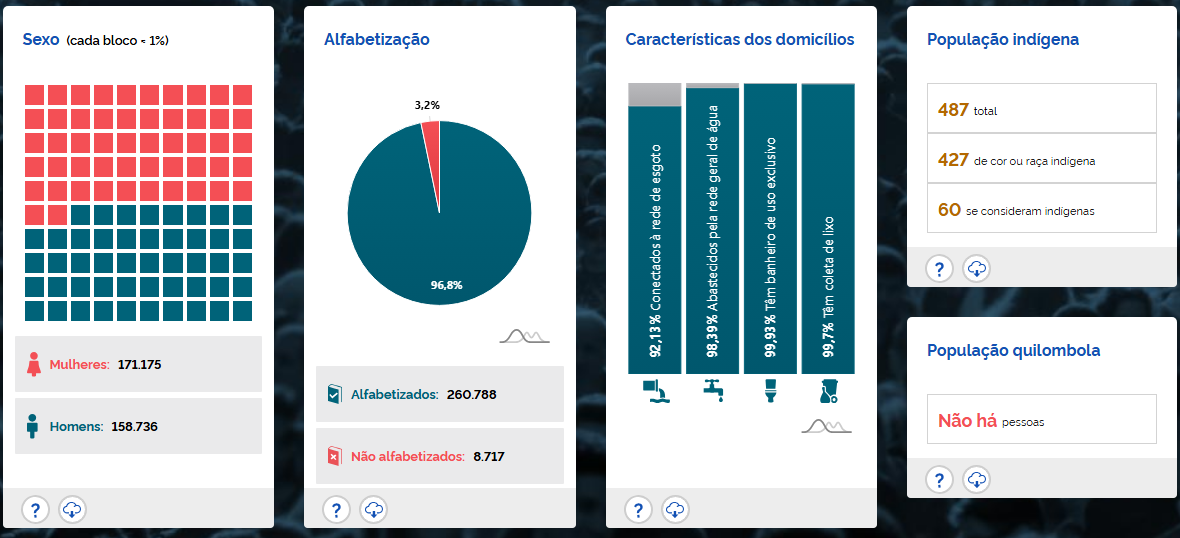 Sexo (cada bloco ≈ 1%)
Mulheres: 171.175
Homens: 158.736
?
Alfabetização
3,2%
96,8%
Alfabetizados: 260.788
Não alfabetizados: 8.717
?
Características dos domicílios
92,13% Conectados à rede de esgoto
98,39% Abastecidos pela rede geral de água
99,93% Têm banheiro de uso exclusivo
99,7% Têm coleta de lixo
?
População indígena
487 total
427 de cor ou raça indígena
60 se consideram indígenas
?
População quilombola
Não há pessoas
?